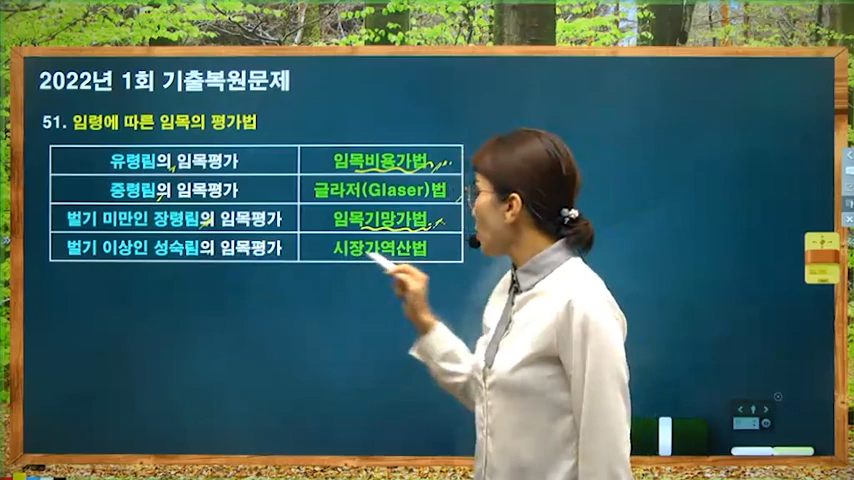 2022년 1회 기출복원문제
51. 임령에 따른 임목의 평가법
유령림의 임목평가 임목비용가법
중령림의 임목평가 글라저(Glaser)법
벌기 미만인 장령림의 임목평가 임목기망가법
벌기 이상인 성숙림의 임목평가 시장가역산법